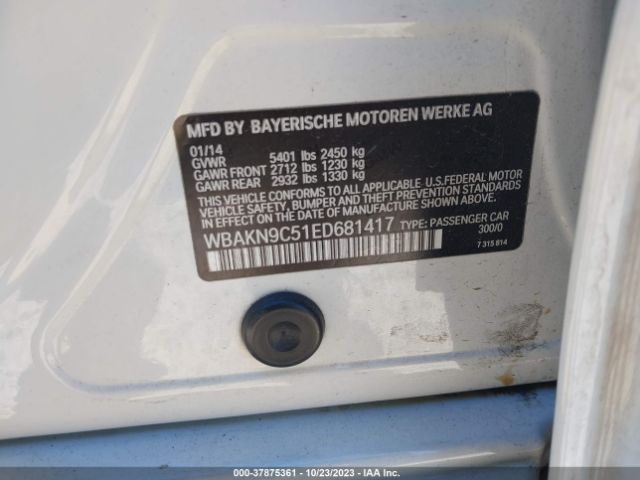 MFD BY BAYERISCHE MOTOREN WERKE AG
01/14
GVWR 5401 lbs 2450 kg
GAWR FRONT 2712 lbs 1230 kg
GAWR REAR 2932 lbs 1330 kg
THIS VEHICLE CONFORMS TO ALL APPLICABLE U.S.FEDERAL MOTOR
VEHICLE SAFETY, BUMPER AND THEFT PREVENTION STANDARDS
IN EFFECT ON THE DATE OF MANUFACTURE SHOWN ABOVE.
WBAKN9C51ED681417 TYPE: PASSENGER CAR
300/0
7 315 814
000-37875361 - 10/23/2023 - IAAI.COM